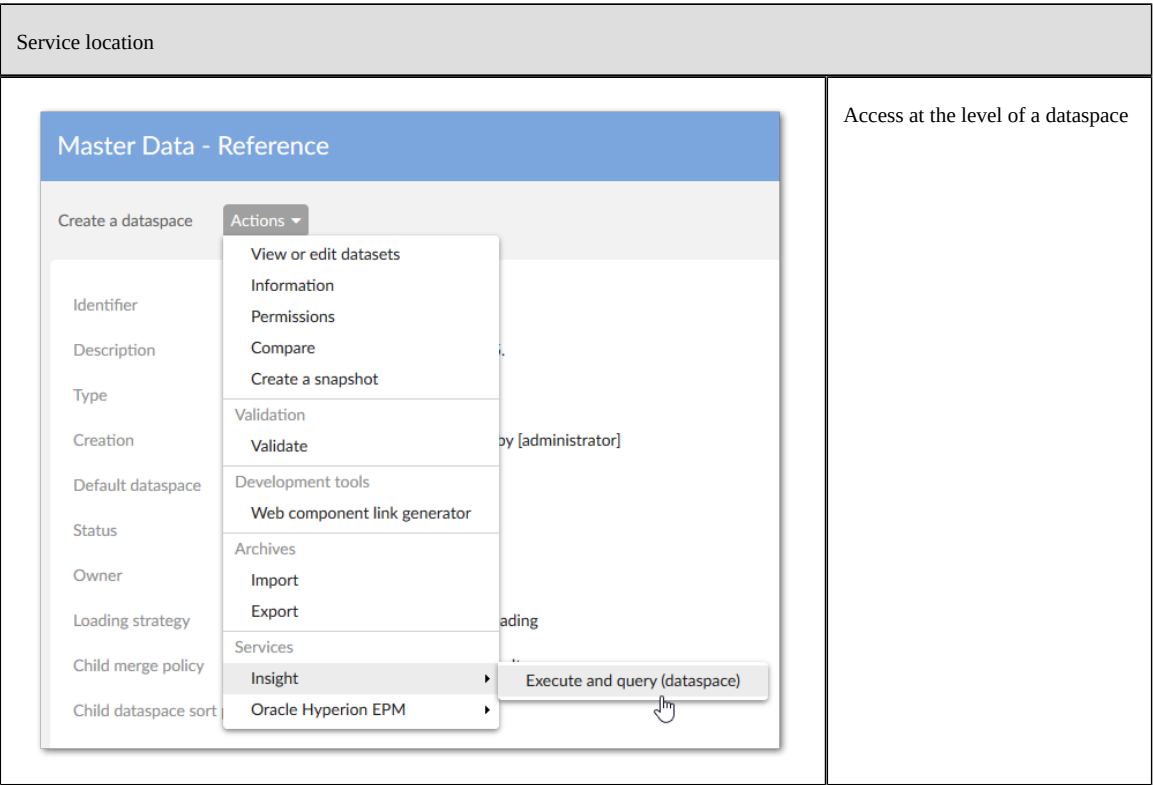 Service location
Access at the level of a dataspace
Master Data - Reference
Create a dataspace
Actions
View or edit datasets
Information
Permissions
Compare
Create a snapshot
Validation
Validate
Development tools
Web component link generator
Archives
Import
Export
Services
Insight
Execute and query (dataspace)
Oracle Hyperion EPM
Identifier
Description
Type
Creation by [administrator]
Default dataspace
Status
Owner
Loading strategy ading
Child merge policy
Child dataspace sort